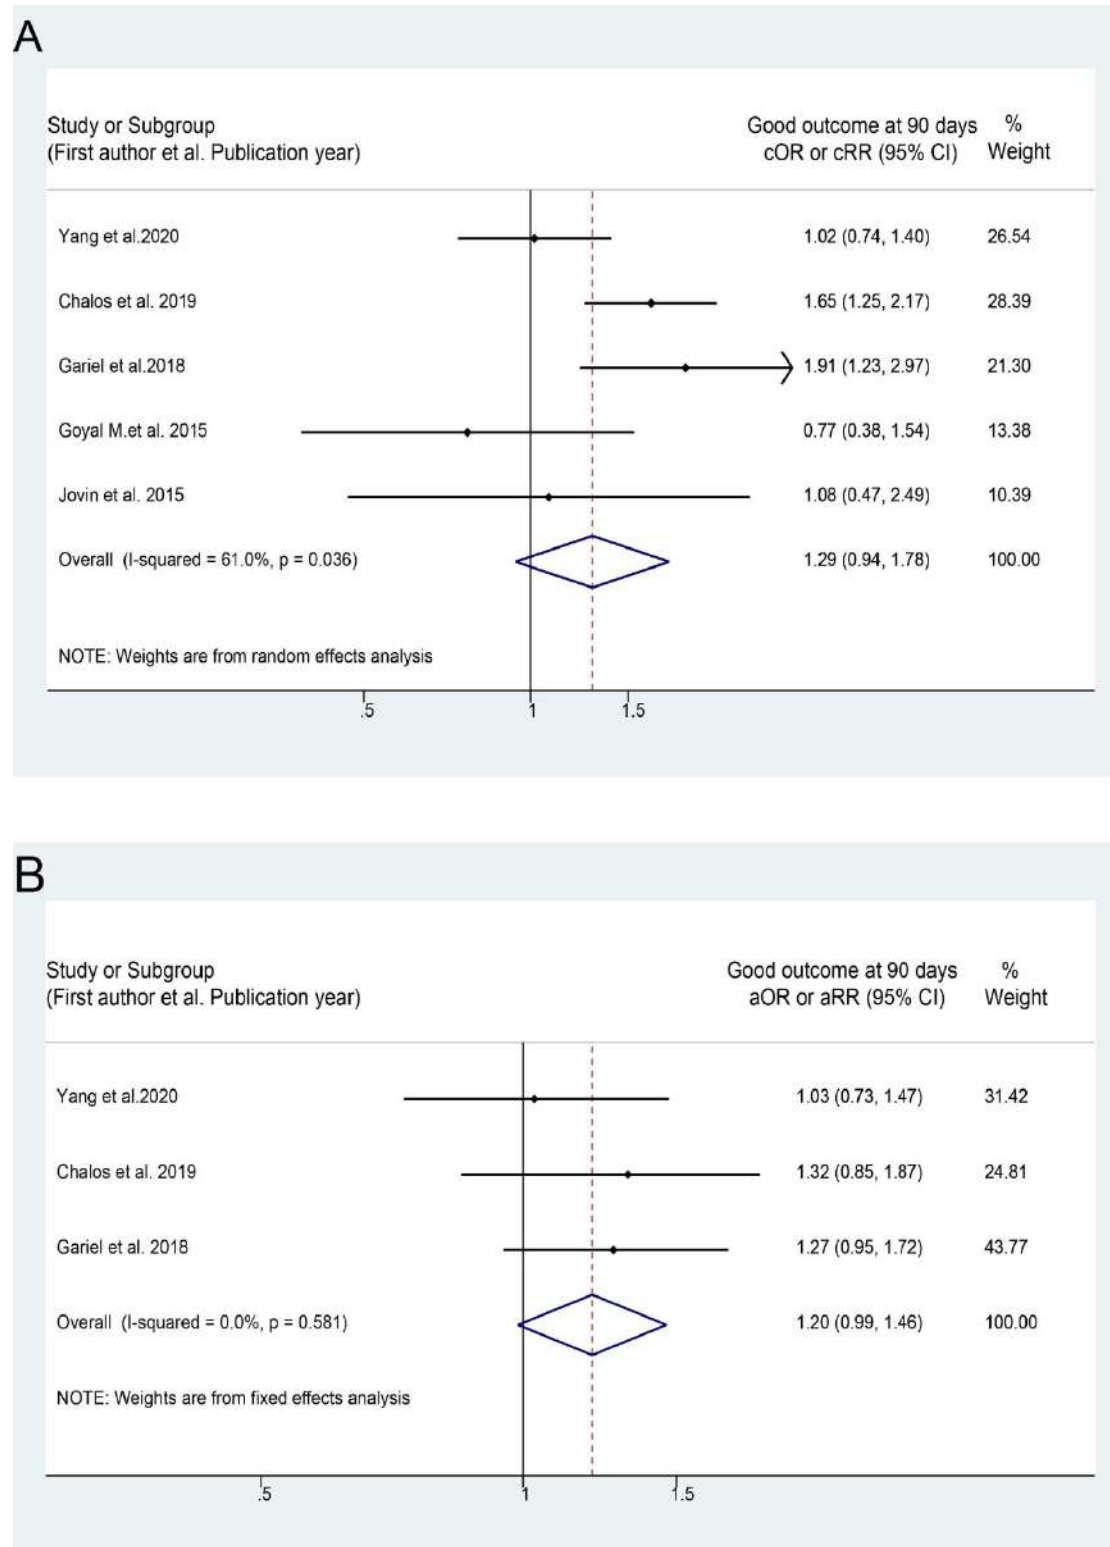 A
Study or Subgroup
(First author et al. Publication year)
Good outcome at 90 days %
cOR or cRR (95% CI) Weight
Yang et al.2020 1.02 (0.74, 1.40) 26.54
Chalos et al. 2019 1.65 (1.25, 2.17) 28.39
Gariel et al.2018 1.91 (1.23, 2.97) 21.30
Goyal M.et al. 2015 0.77 (0.38, 1.54) 13.38
Jovin et al. 2015 1.08 (0.47, 2.49) 10.39
Overall (I-squared = 61.0%, p = 0.036) 1.29 (0.94, 1.78) 100.00
NOTE: Weights are from random effects analysis
.5 1 1.5
B
Study or Subgroup
(First author et al. Publication year)
Good outcome at 90 days %
aOR or aRR (95% CI) Weight
Yang et al.2020 1.03 (0.73, 1.47) 31.42
Chalos et al. 2019 1.32 (0.85, 1.87) 24.81
Gariel et al. 2018 1.27 (0.95, 1.72) 43.77
Overall (I-squared = 0.0%, p = 0.581) 1.20 (0.99, 1.46) 100.00
NOTE: Weights are from fixed effects analysis
.5 1 1.5